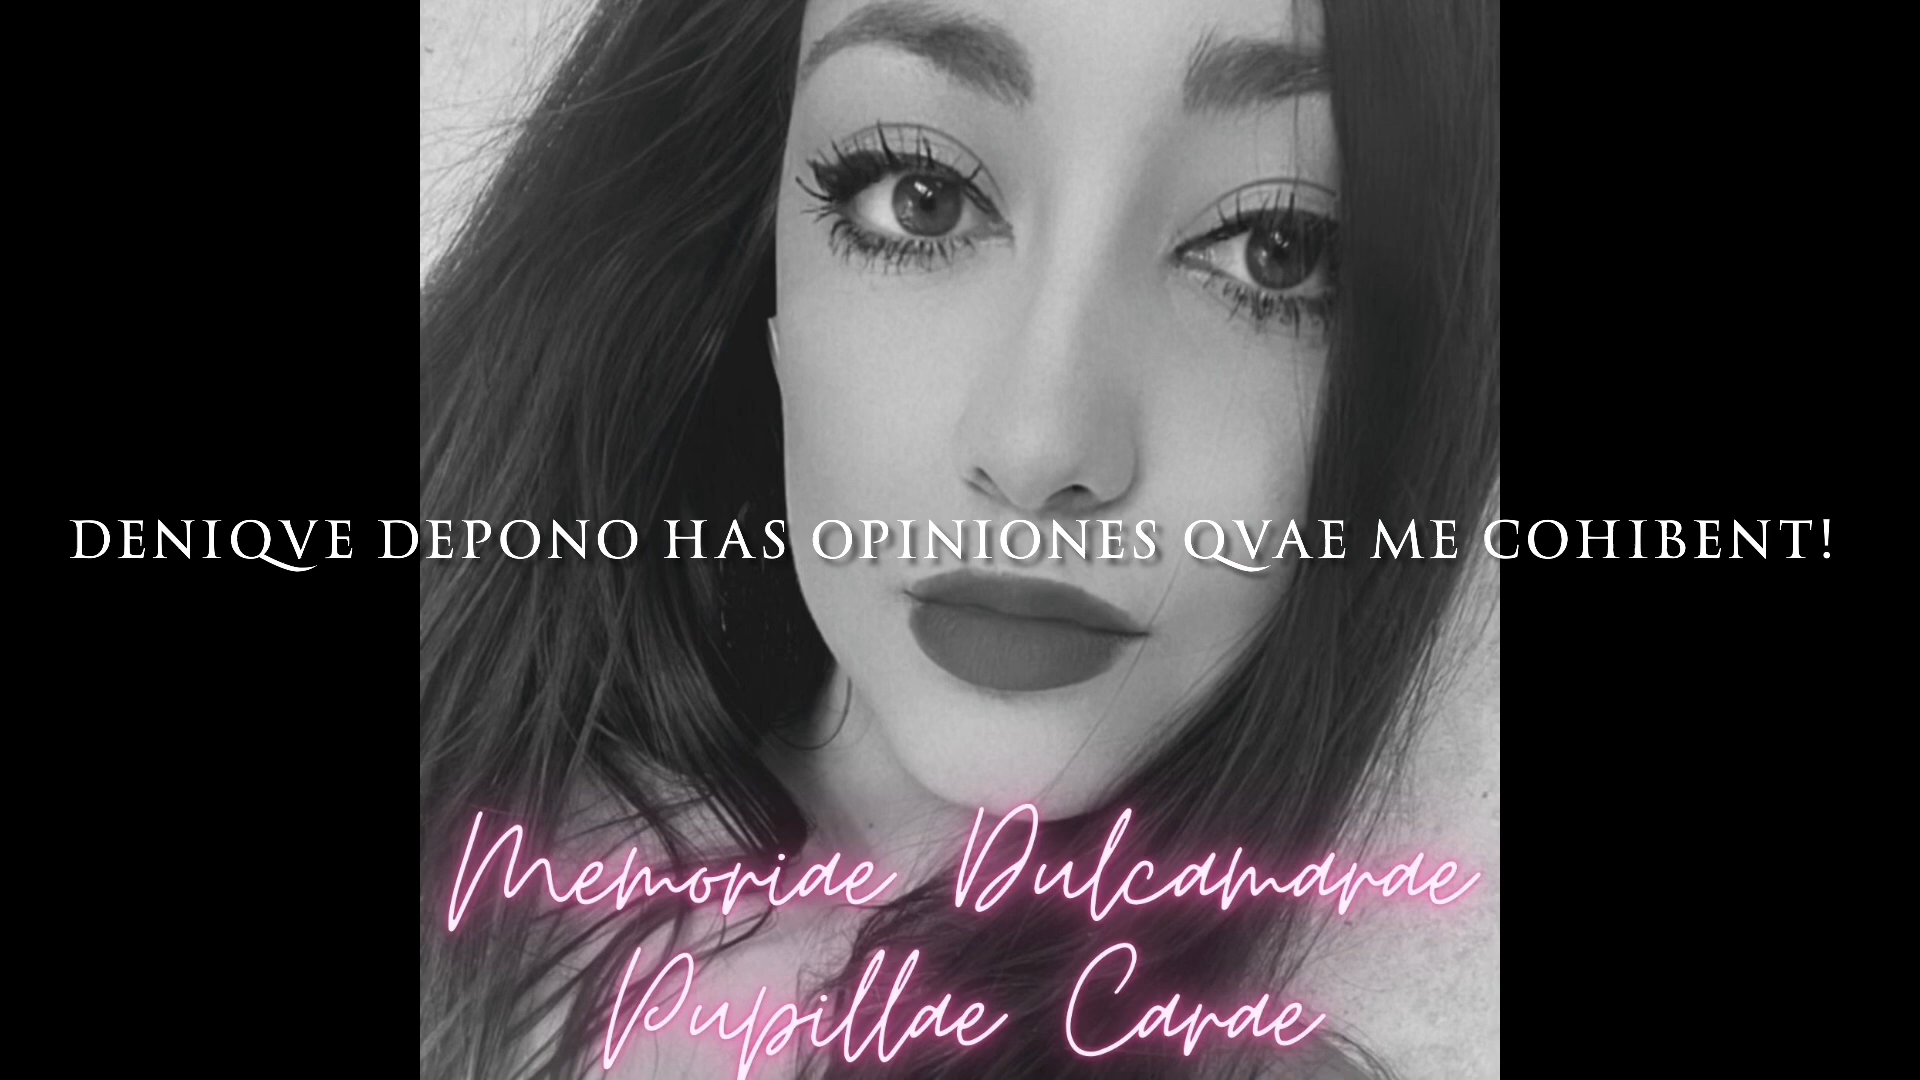 DENIQVE DEPONO HAS OPINIONES QVAE ME COHIBENT!
Memoriae Dulcamarae
Pupillae Carae